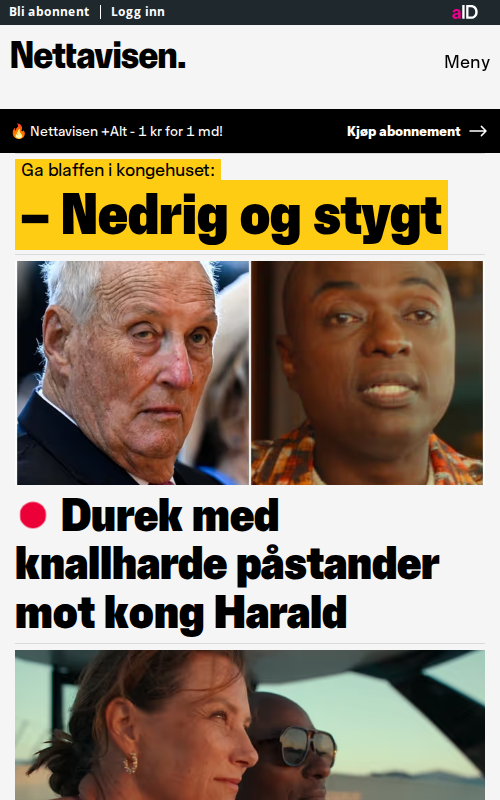 Bli abonnent | Logg inn
aID
Nettavisen.
Meny
🔥 Nettavisen +Alt - 1 kr for 1 md!
Kjøp abonnement →
Ga blaffen i kongehuset:
– Nedrig og stygt
Durek med
knallharde påstander
mot kong Harald